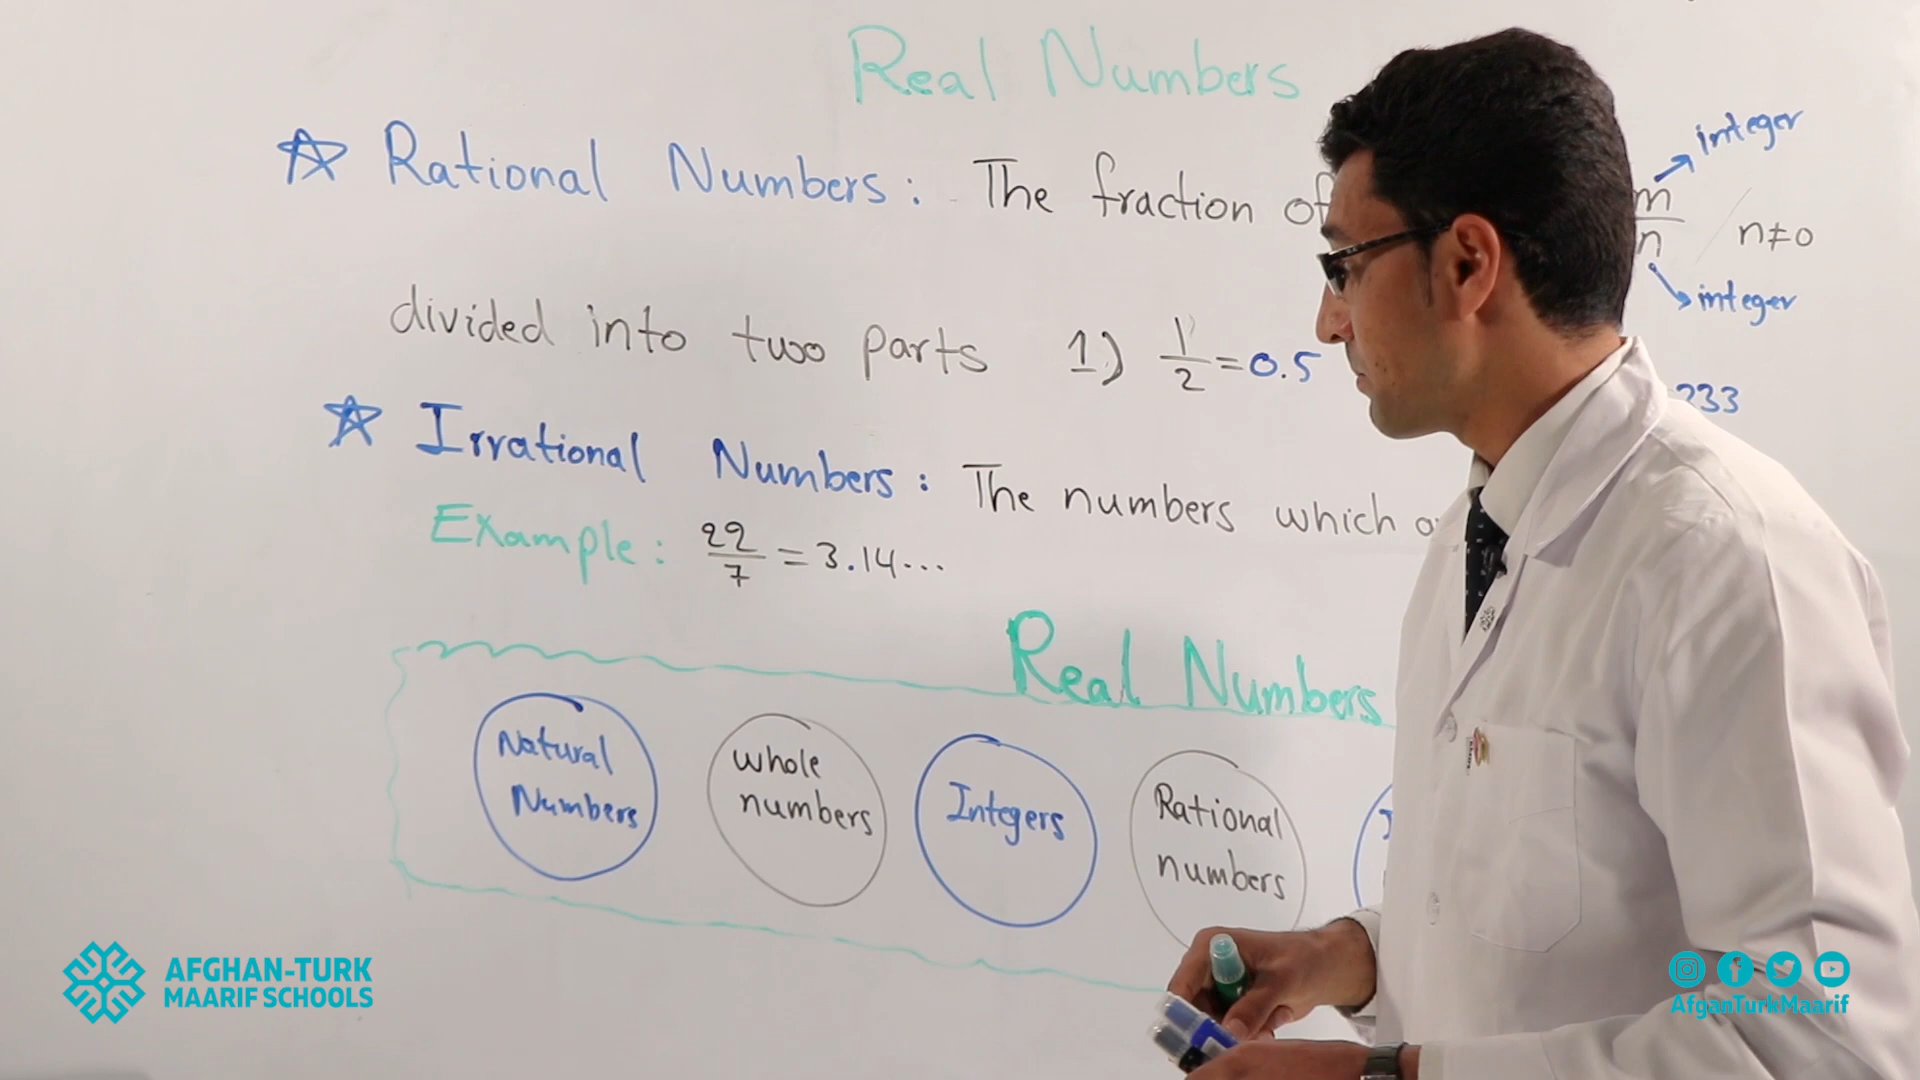 Real Numbers
Rational Numbers: The fraction of m/n / n≠0
integer
integer
divided into two parts 1) 1/2 = 0.5
233
Irrational Numbers: The numbers which
Example: 22/7 = 3.14...
Real Numbers
Natural
Numbers
whole
numbers
Integers
Rational
numbers
AFGHAN-TURK
MAARIF SCHOOLS
AfganTurkMaarif